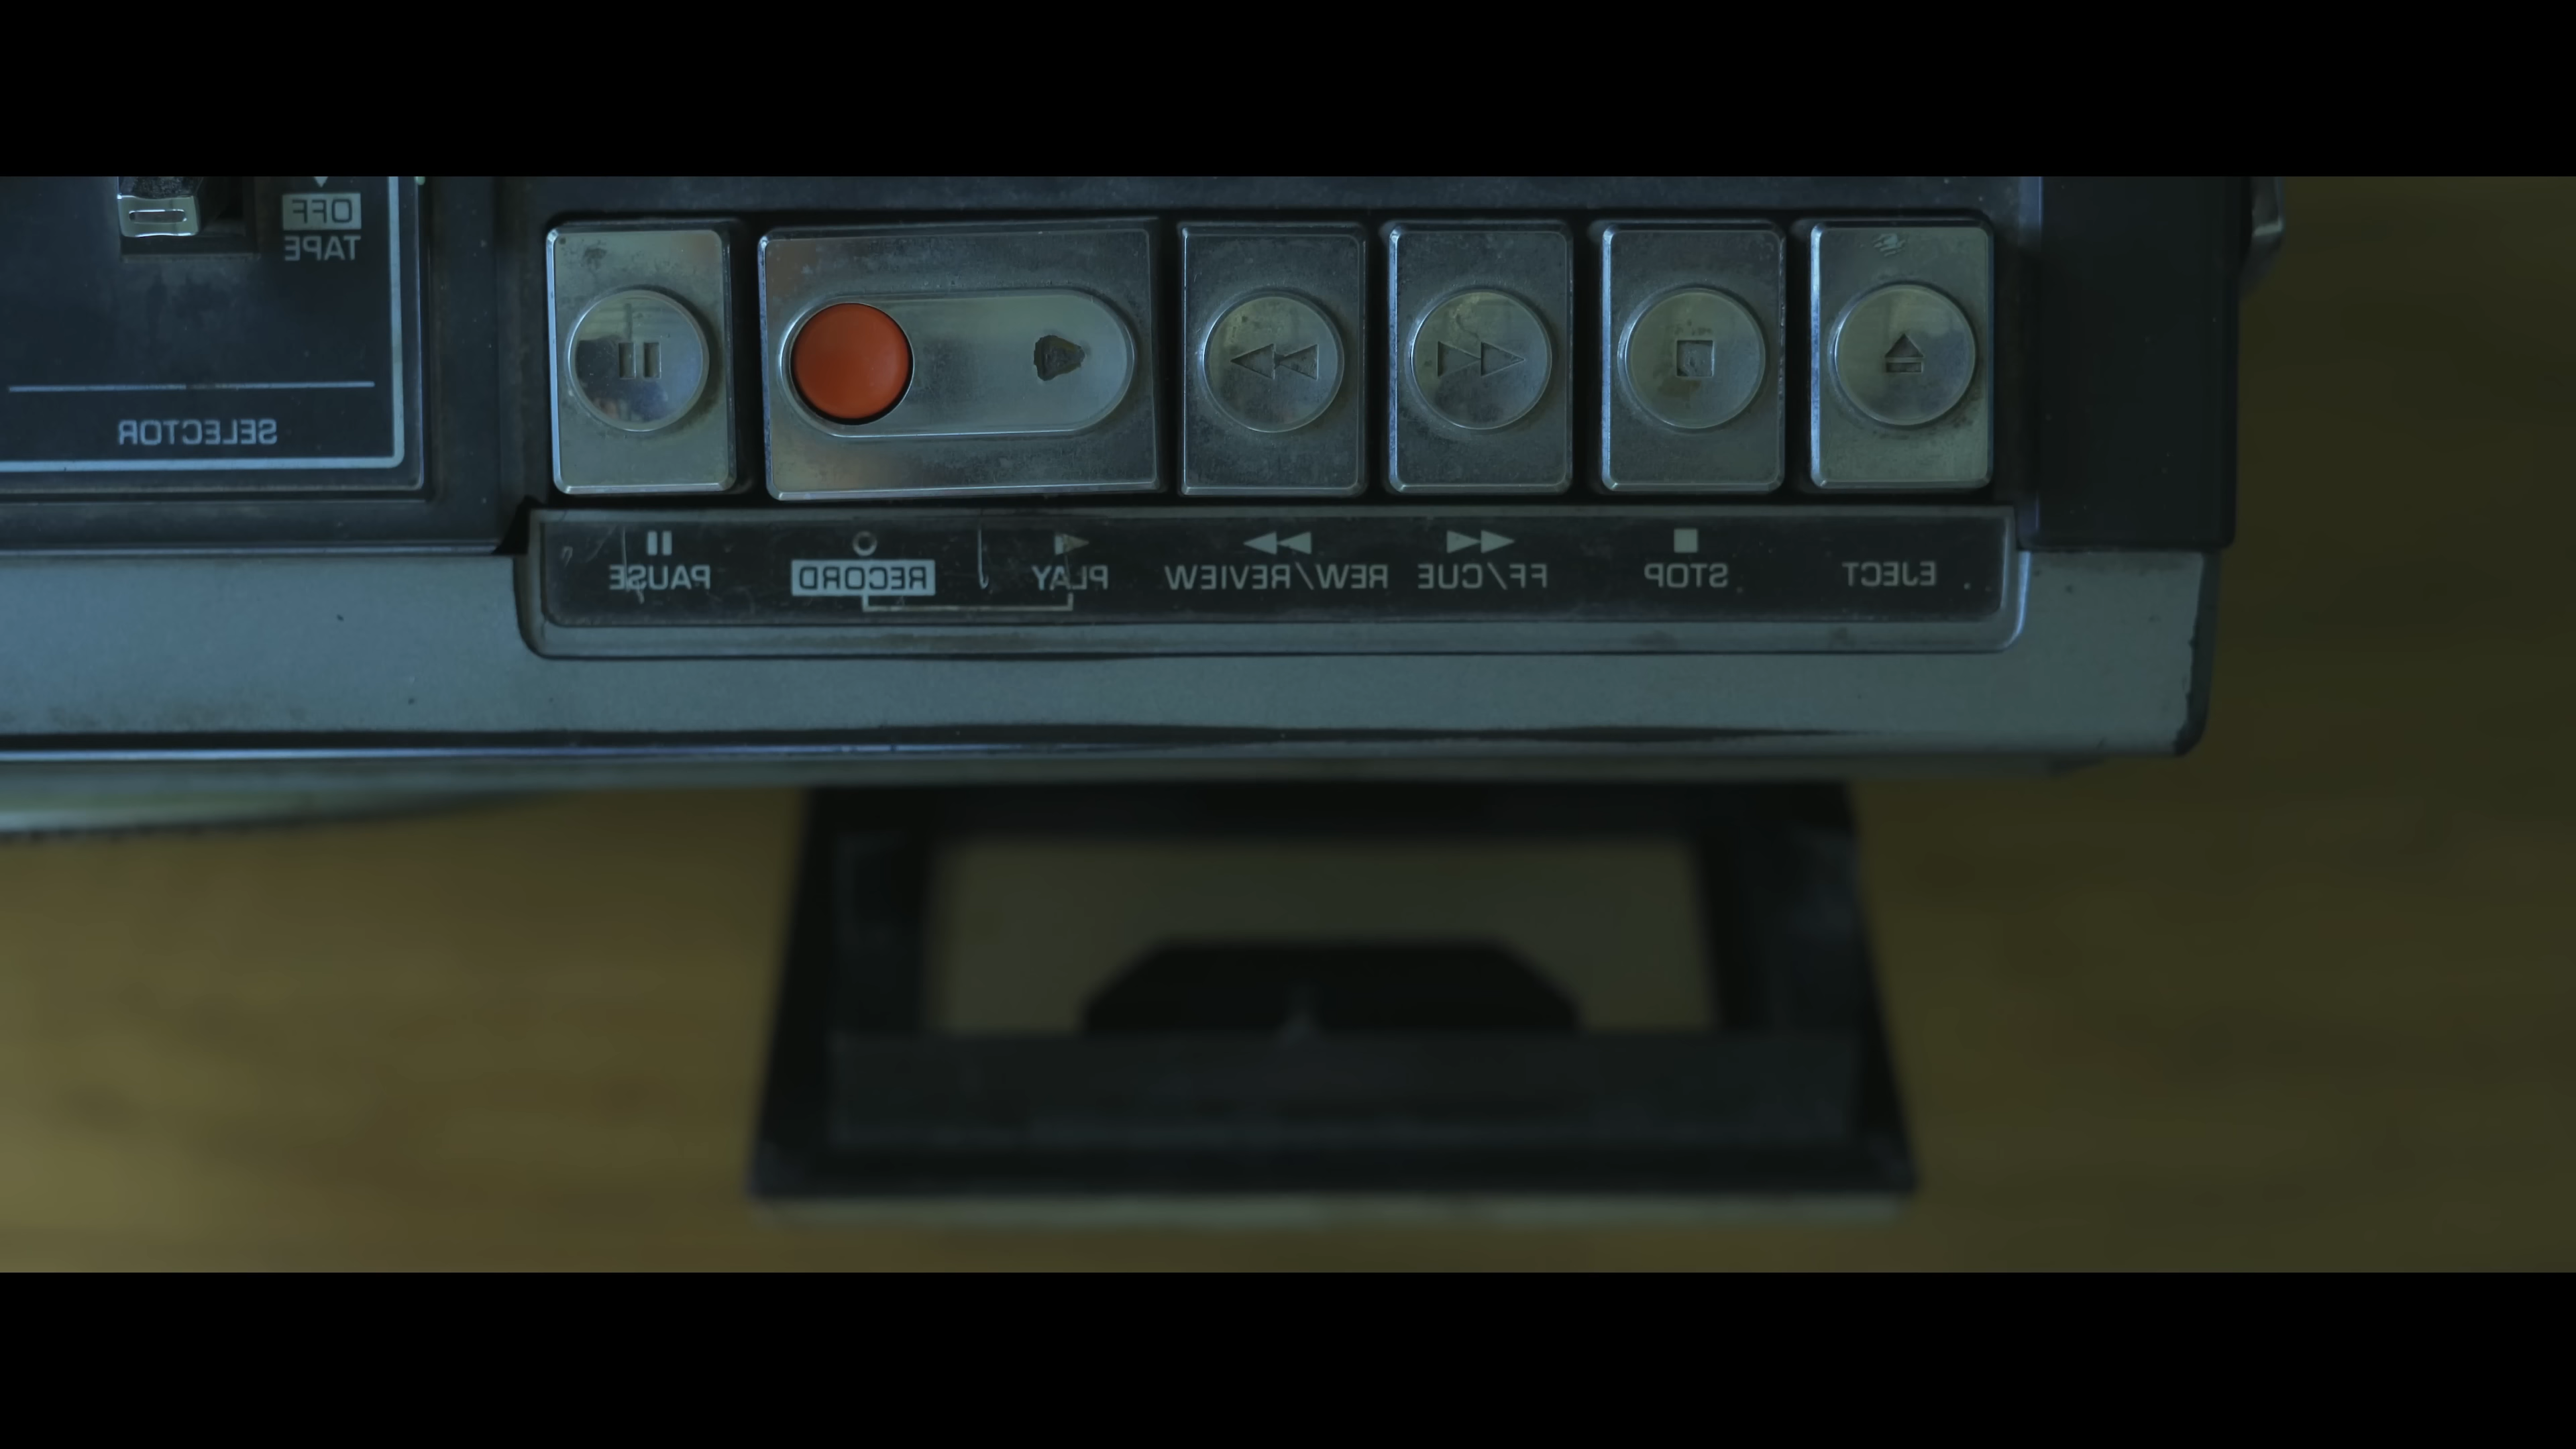 OFF
TAPE
SELECTOR
PAUSE
RECORD
PLAY
REW/REVIEW
FF/CUE
STOP
EJECT